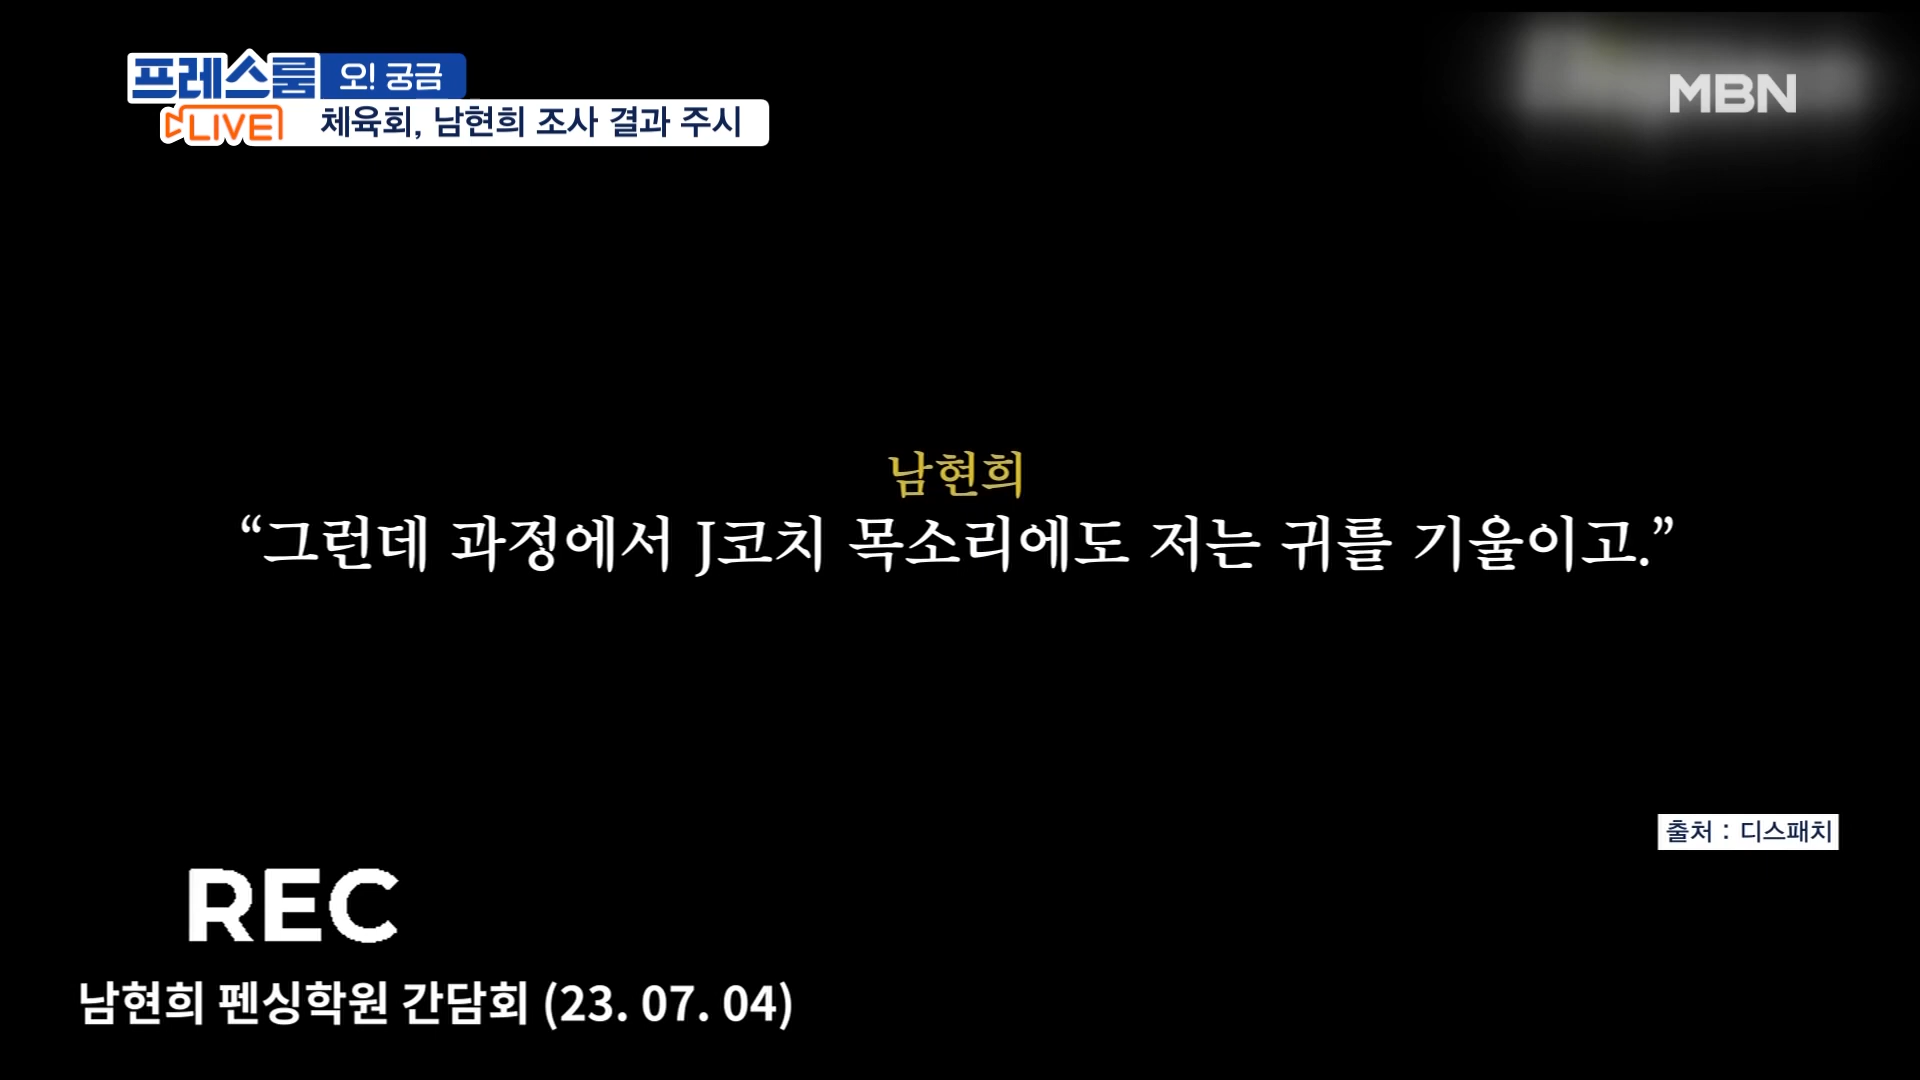 프레스룸 오! 궁금
LIVE 체육회, 남현희 조사 결과 주시
MBN
남현희
“그런데 과정에서 J코치 목소리에도 저는 귀를 기울이고.”
출처 : 디스패치
REC
남현희 펜싱학원 간담회 (23. 07. 04)